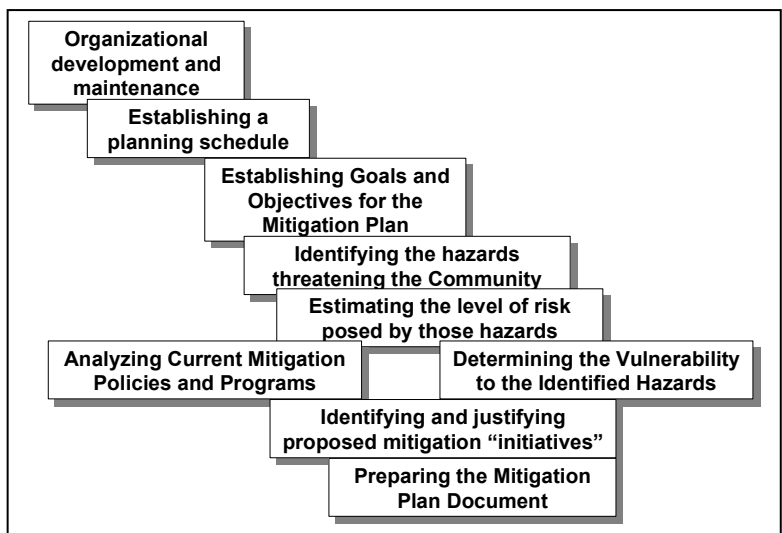 Organizational
development and
maintenance
Establishing a
planning schedule
Establishing Goals and
Objectives for the
Mitigation Plan
Identifying the hazards
threatening the Community
Estimating the level of risk
posed by those hazards
Analyzing Current Mitigation
Policies and Programs
Determining the Vulnerability
to the Identified Hazards
Identifying and justifying
proposed mitigation “initiatives”
Preparing the Mitigation
Plan Document